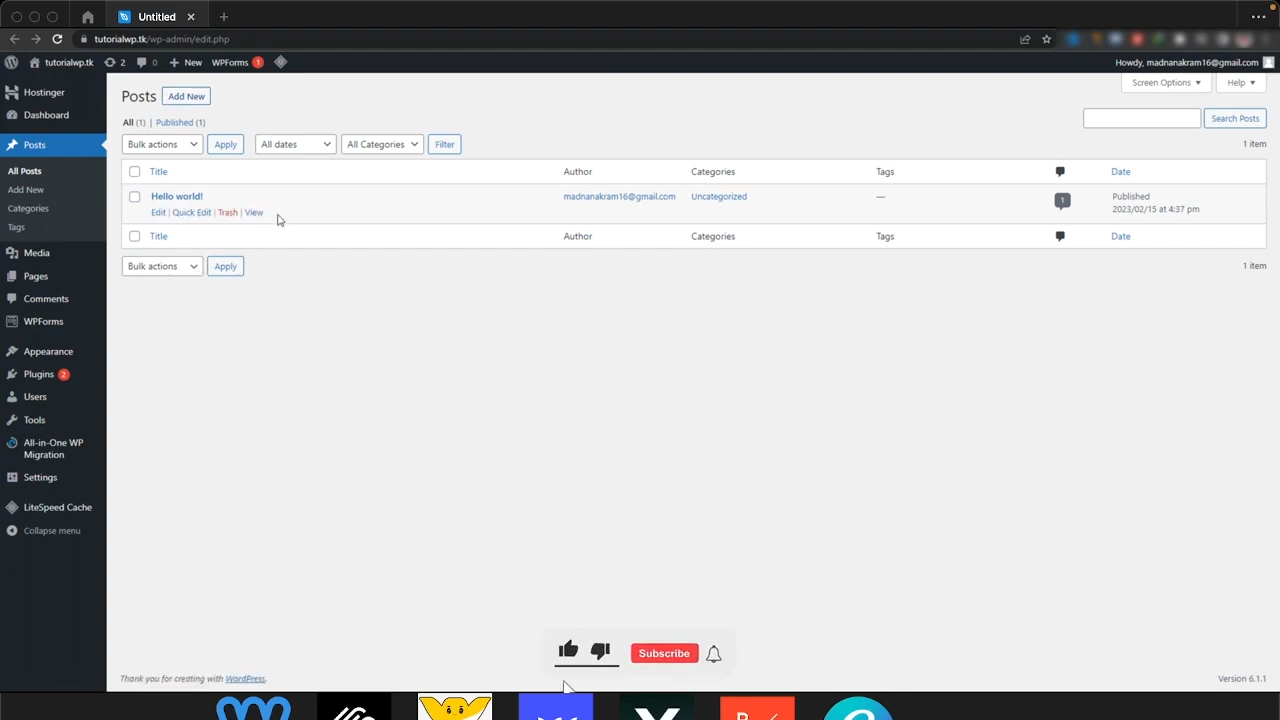 Untitled
tutorialwp.tk/wp-admin/edit.php
tutorialwp.tk 2 0 New WPForms 1
Howdy, madnanakram16@gmail.com
Hostinger
Dashboard
Posts
All Posts
Add New
Categories
Tags
Media
Pages
Comments
WPForms
Appearance
Plugins 2
Users
Tools
All-in-One WP
Migration
Settings
LiteSpeed Cache
Collapse menu
Screen Options Help
Posts Add New
All (1) | Published (1)
Search Posts
Bulk actions Apply All dates All Categories Filter
1 item
Title Author Categories Tags Date
Hello world! madnanakram16@gmail.com Uncategorized — 1 Published
Edit | Quick Edit | Trash | View 2023/02/15 at 4:37 pm
Title Author Categories Tags Date
Bulk actions Apply 1 item
Subscribe
Thank you for creating with WordPress.
Version 6.1.1